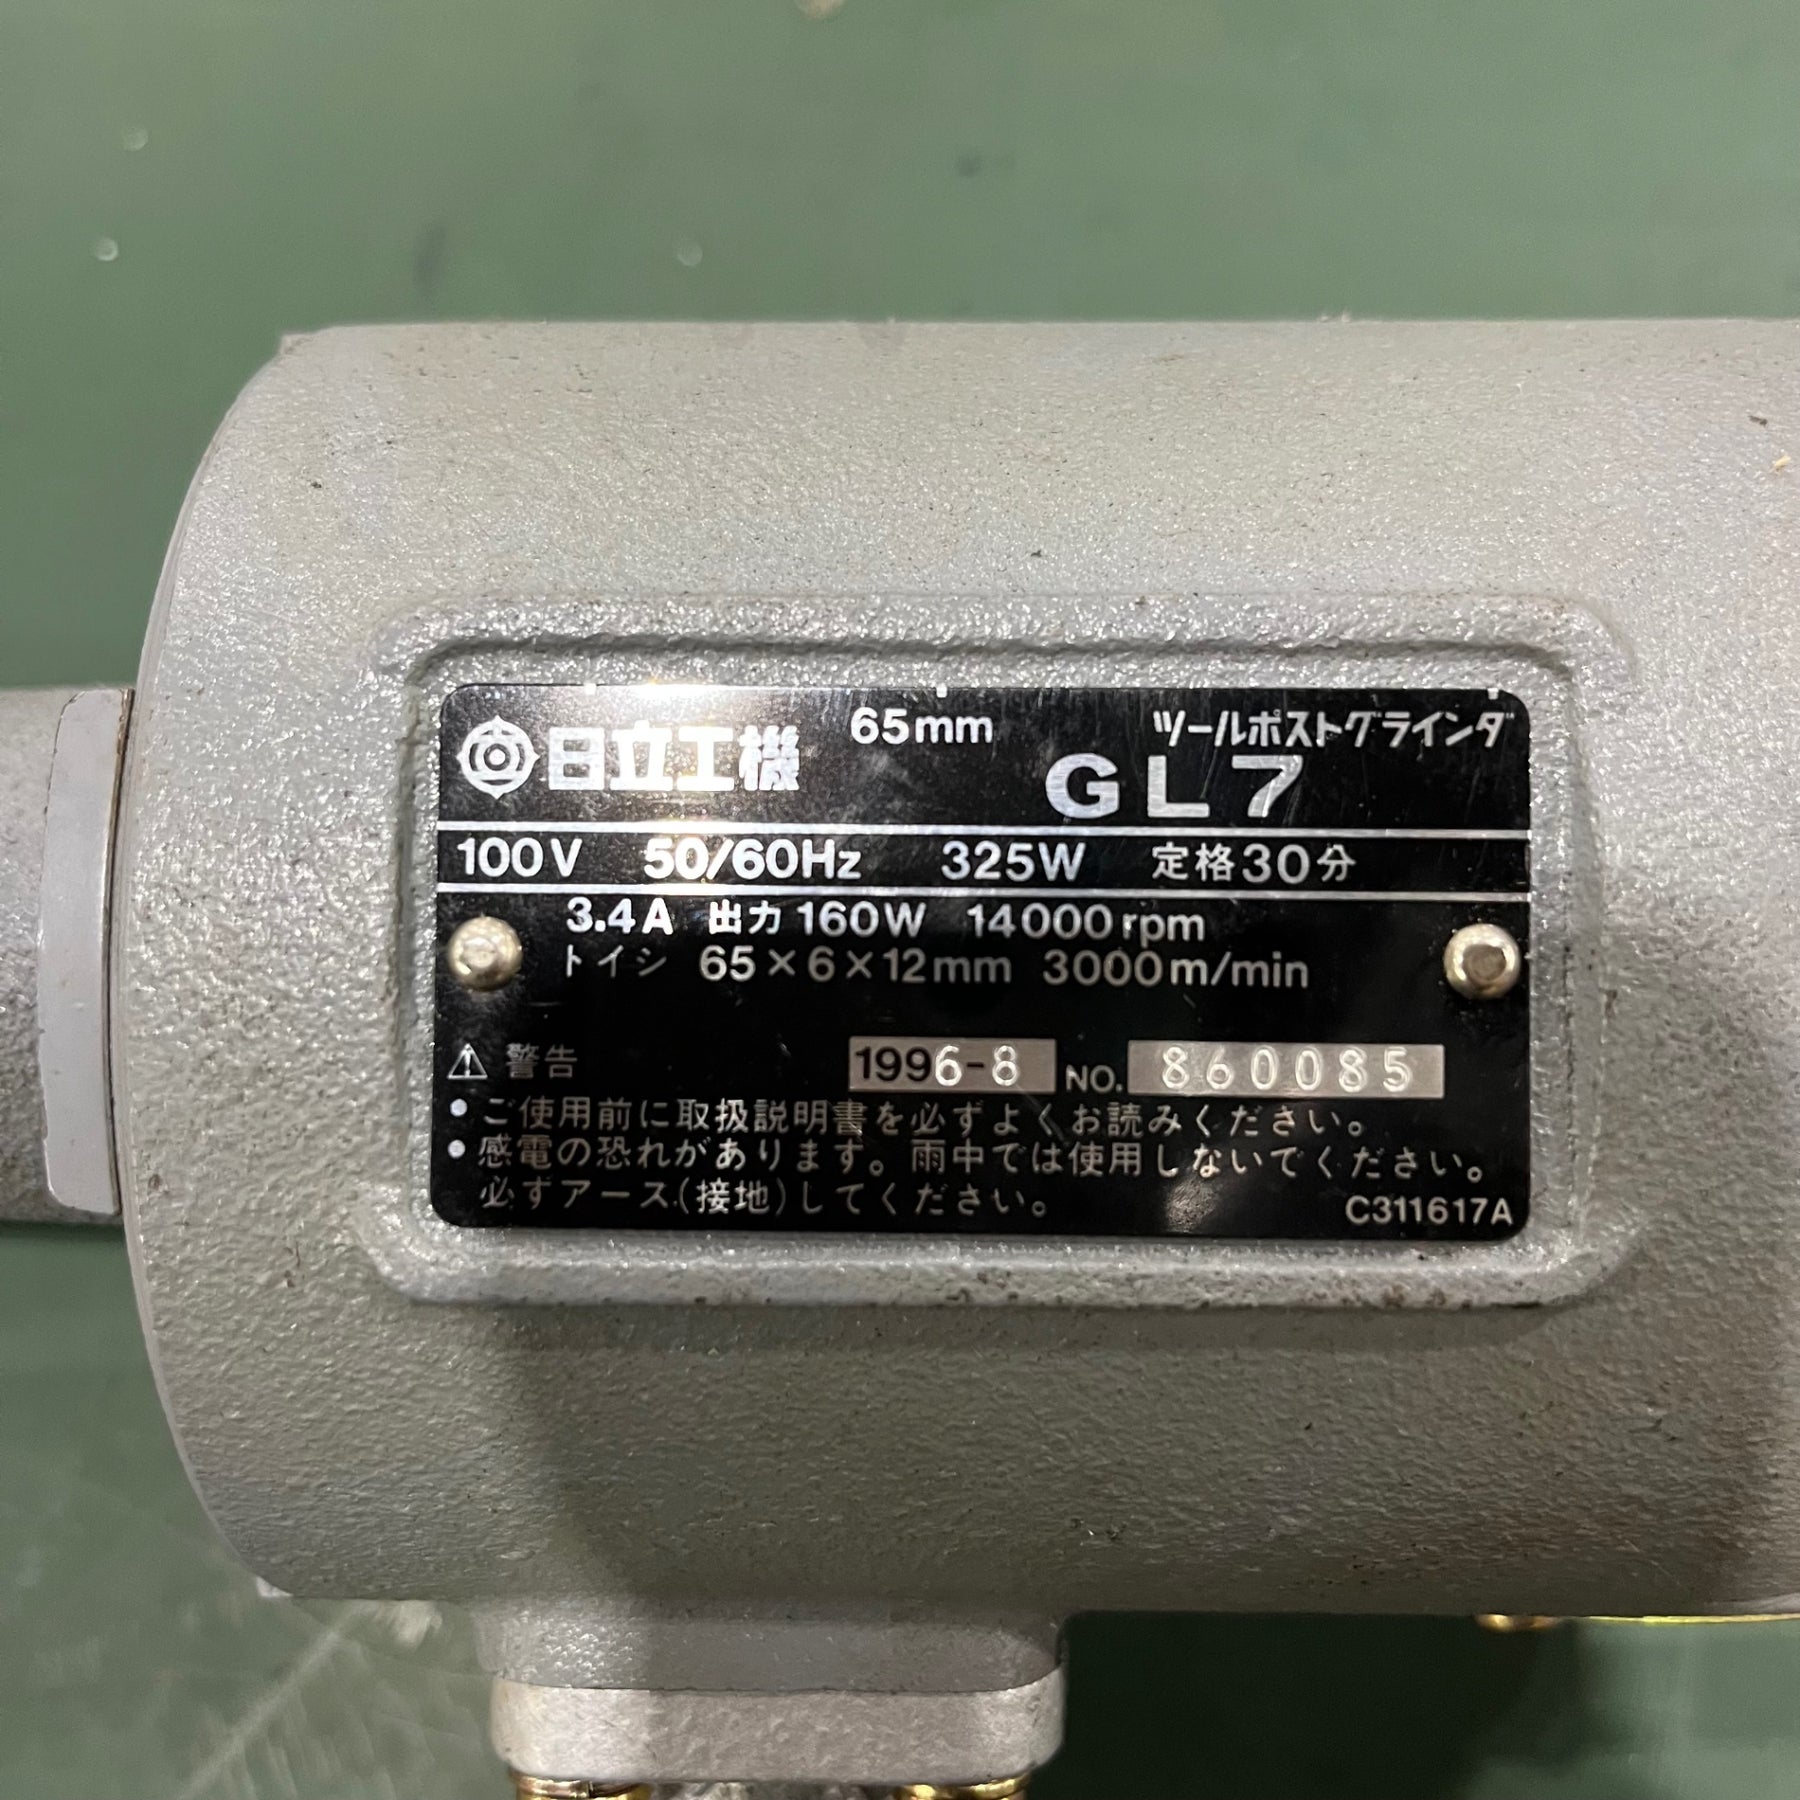 日立工機 65mm ツールポストグラインダ
GL7
100V 50/60Hz 325W 定格30分
3.4A 出力160W 14000rpm
トイシ 65×6×12mm 3000m/min
警告 1996-8 NO. 860085
•ご使用前に取扱説明書を必ずよくお読みください。
•感電の恐れがあります。雨中では使用しないでください。
必ずアース(接地)してください。 C311617A